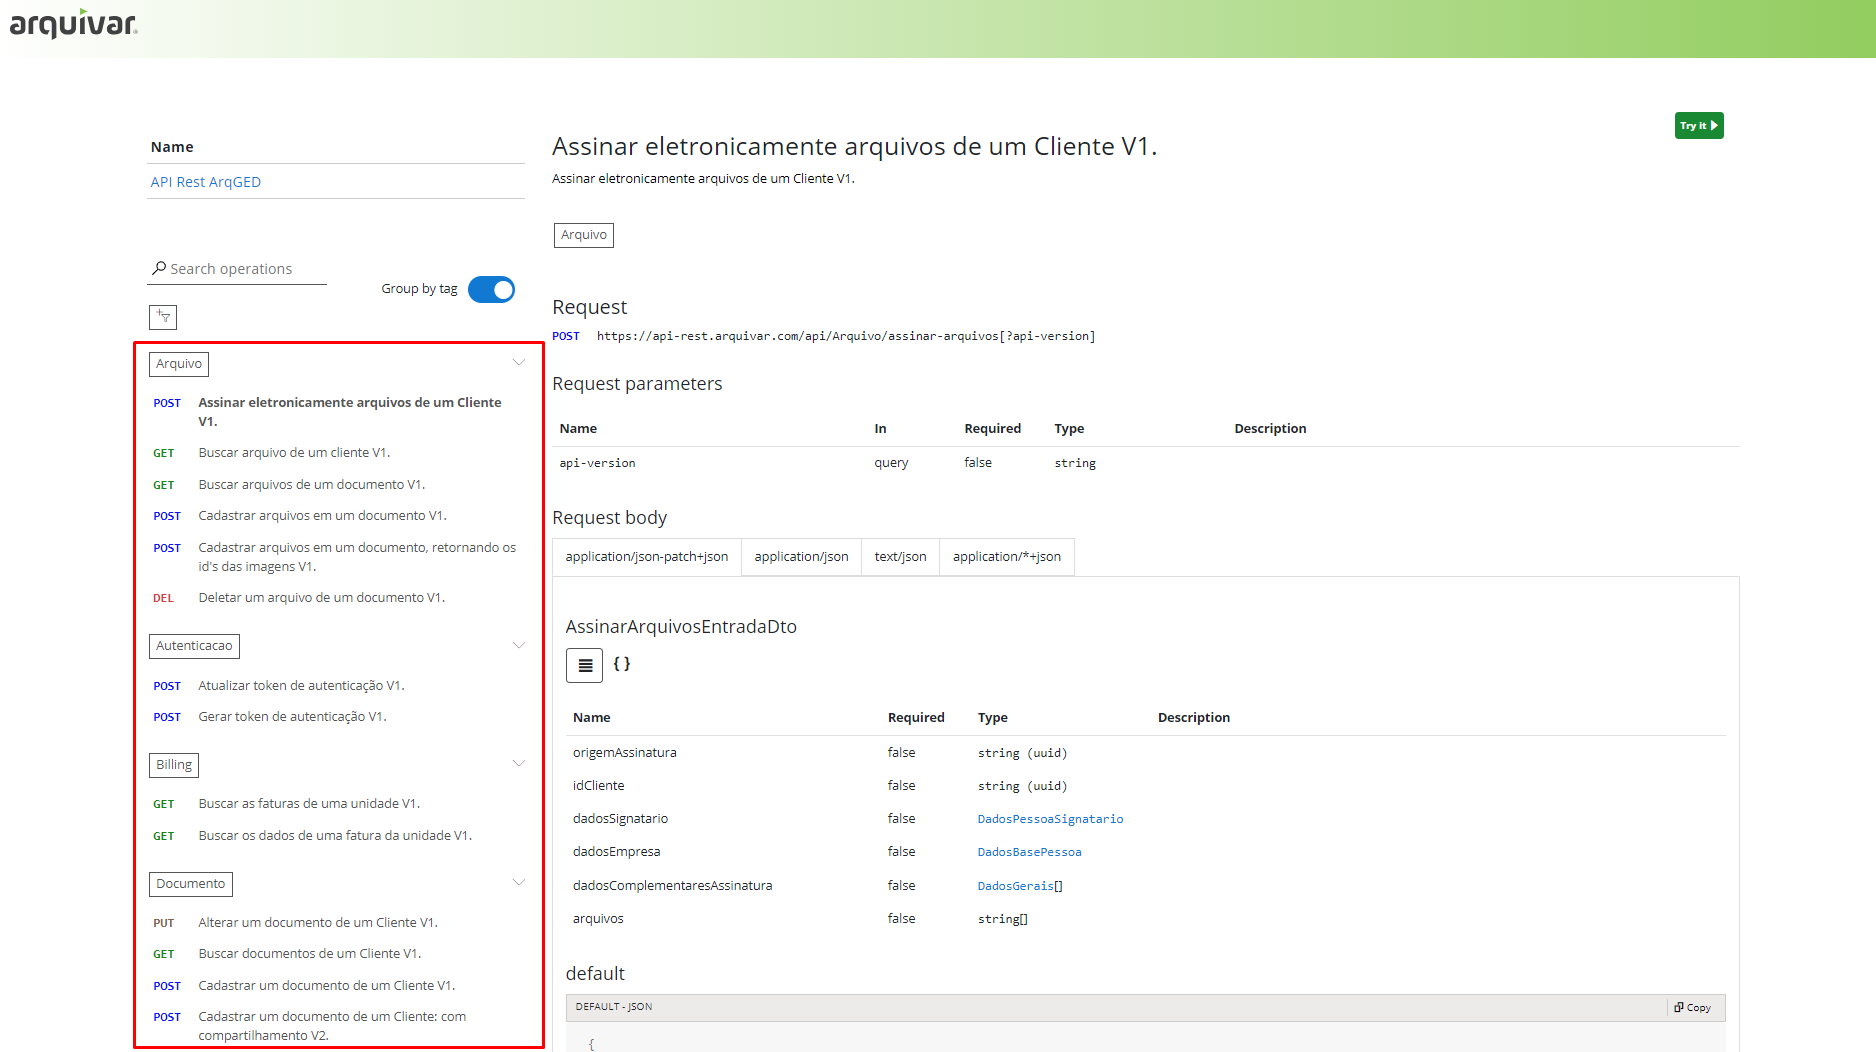 arquivar
Name
API Rest ArqGED
Search operations
Group by tag
Arquivo
POST Assinar eletronicamente arquivos de um Cliente
V1.
GET Buscar arquivo de um cliente V1.
GET Buscar arquivos de um documento V1.
POST Cadastrar arquivos em um documento V1.
POST Cadastrar arquivos em um documento, retornando os
id's das imagens V1.
DEL Deletar um arquivo de um documento V1.
Autenticacao
POST Atualizar token de autenticação V1.
POST Gerar token de autenticação V1.
Billing
GET Buscar as faturas de uma unidade V1.
GET Buscar os dados de uma fatura da unidade V1.
Documento
PUT Alterar um documento de um Cliente V1.
GET Buscar documentos de um Cliente V1.
POST Cadastrar um documento de um Cliente V1.
POST Cadastrar um documento de um Cliente: com
compartilhamento V2.
Try it
Assinar eletronicamente arquivos de um Cliente V1.
Assinar eletronicamente arquivos de um Cliente V1.
Arquivo
Request
POST https://api-rest.arquivar.com/api/Arquivo/assinar-arquivos[?api-version]
Request parameters
Name In Required Type Description
api-version query false string
Request body
application/json-patch+json application/json text/json application/*+json
AssinarArquivosEntradaDto
{ }
Name Required Type Description
origemAssinatura false string (uuid)
idCliente false string (uuid)
dadosSignatario false DadosPessoaSignatario
dadosEmpresa false DadosBasePessoa
dadosComplementaresAssinatura false DadosGerais[]
arquivos false string[]
default
DEFAULT - JSON Copy
{